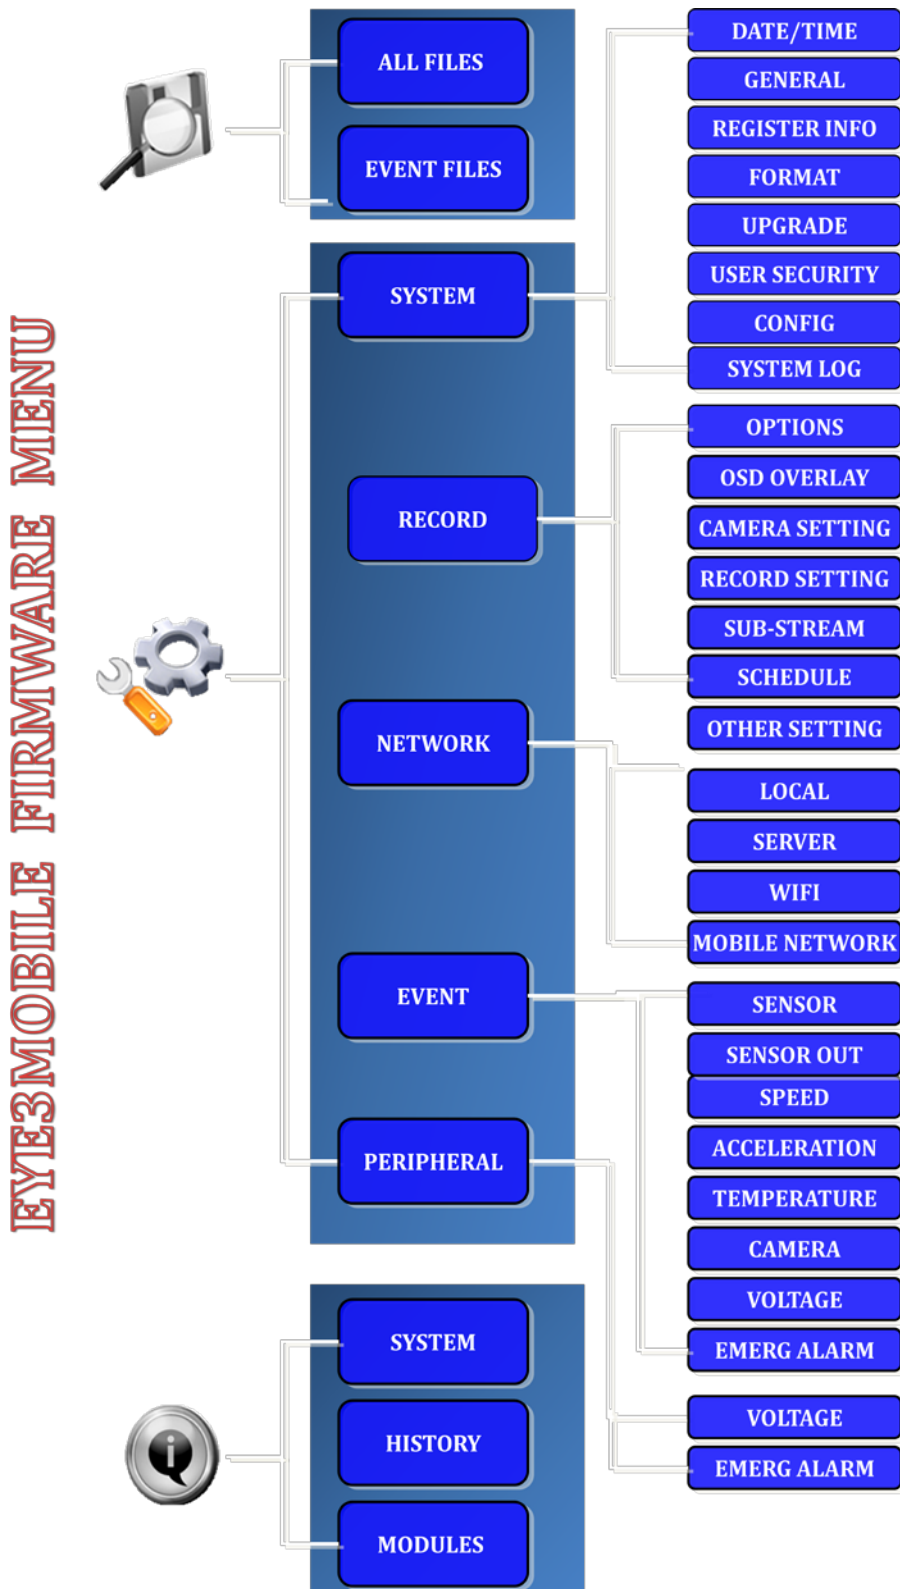 EYE3MOBILE FIRMWARE MENU
ALL FILES
EVENT FILES
SYSTEM
RECORD
NETWORK
EVENT
PERIPHERAL
SYSTEM
HISTORY
MODULES
DATE/TIME
GENERAL
REGISTER INFO
FORMAT
UPGRADE
USER SECURITY
CONFIG
SYSTEM LOG
OPTIONS
OSD OVERLAY
CAMERA SETTING
RECORD SETTING
SUB-STREAM
SCHEDULE
OTHER SETTING
LOCAL
SERVER
WIFI
MOBILE NETWORK
SENSOR
SENSOR OUT
SPEED
ACCELERATION
TEMPERATURE
CAMERA
VOLTAGE
EMERG ALARM
VOLTAGE
EMERG ALARM